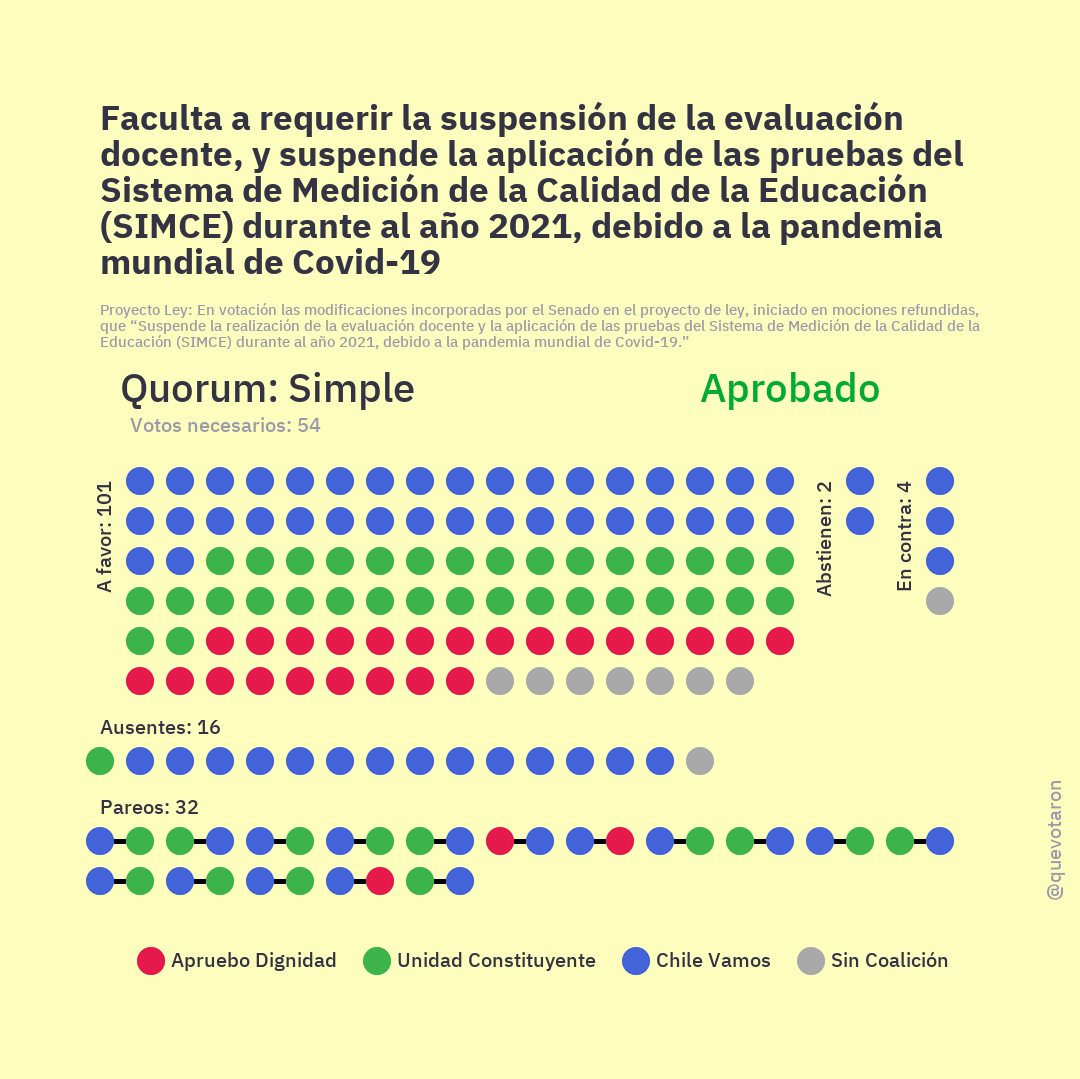 Faculta a requerir la suspensión de la evaluación
docente, y suspende la aplicación de las pruebas del
Sistema de Medición de la Calidad de la Educación
(SIMCE) durante al año 2021, debido a la pandemia
mundial de Covid-19
Proyecto Ley: En votación las modificaciones incorporadas por el Senado en el proyecto de ley, iniciado en mociones refundidas,
que “Suspende la realización de la evaluación docente y la aplicación de las pruebas del Sistema de Medición de la Calidad de la
Educación (SIMCE) durante al año 2021, debido a la pandemia mundial de Covid-19.”
Quorum: Simple
Aprobado
Votos necesarios: 54
A favor: 101
Abstienen: 2
En contra: 4
Ausentes: 16
Pareos: 32
@quevotaron
Apruebo Dignidad
Unidad Constituyente
Chile Vamos
Sin Coalición